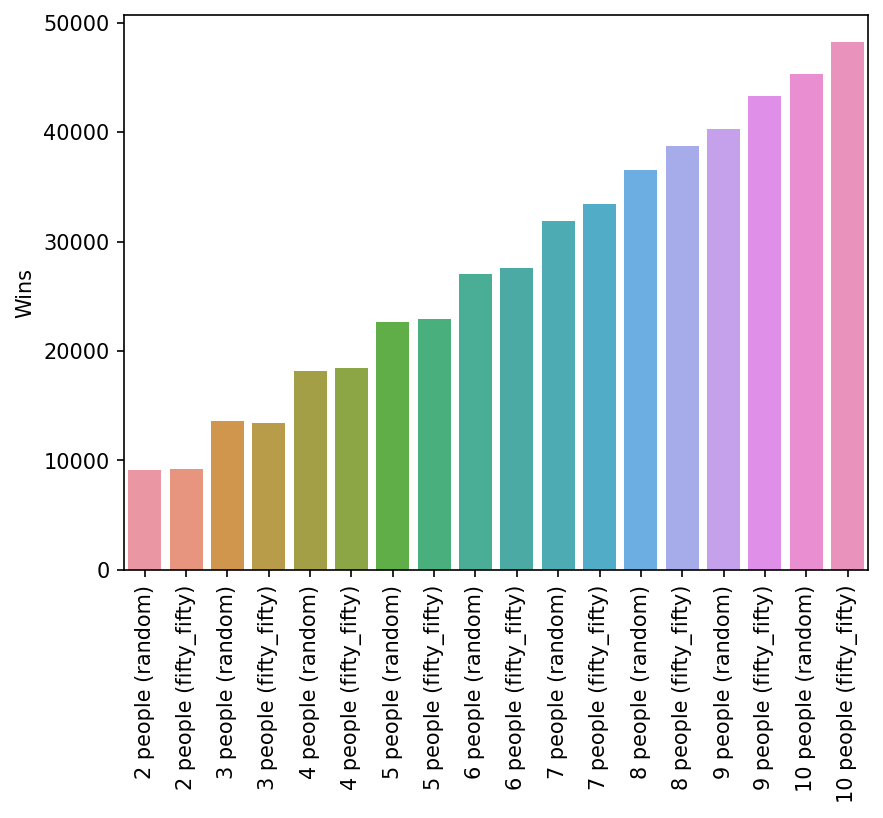 50000
40000
30000
20000
10000
0
Wins
2 people (random)
2 people (fifty_fifty)
3 people (random)
3 people (fifty_fifty)
4 people (random)
4 people (fifty_fifty)
5 people (random)
5 people (fifty_fifty)
6 people (random)
6 people (fifty_fifty)
7 people (random)
7 people (fifty_fifty)
8 people (random)
8 people (fifty_fifty)
9 people (random)
9 people (fifty_fifty)
10 people (random)
10 people (fifty_fifty)